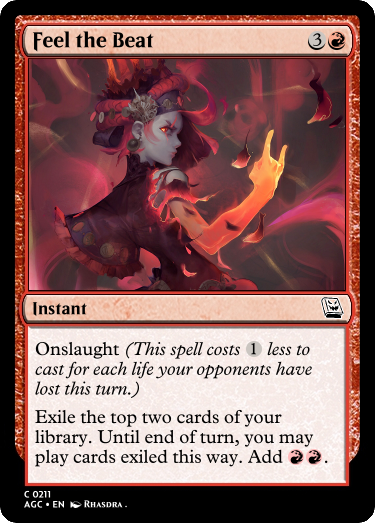 Feel the Beat 3
Instant
Onslaught (This spell costs 1 less to
cast for each life your opponents have
lost this turn.)
Exile the top two cards of your
library. Until end of turn, you may
play cards exiled this way. Add .
C 0211
AGC • EN Rhasdra .